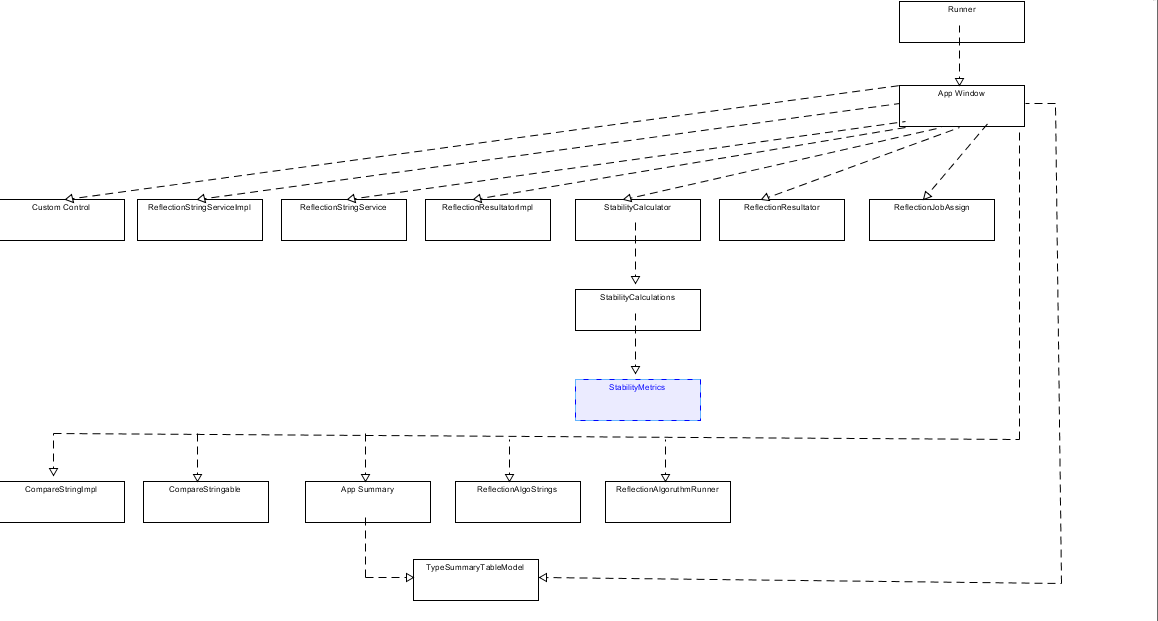 Runner
App Window
Custom Control
ReflectionStringServiceImpl
ReflectionStringService
ReflectionResultatorImpl
StabilityCalculator
ReflectionResultator
ReflectionJobAssign
StabilityCalculations
StabilityMetrics
CompareStringImpl
CompareStringable
App Summary
ReflectionAlgoStrings
ReflectionAlgoruthmRunner
TypeSummaryTableModel